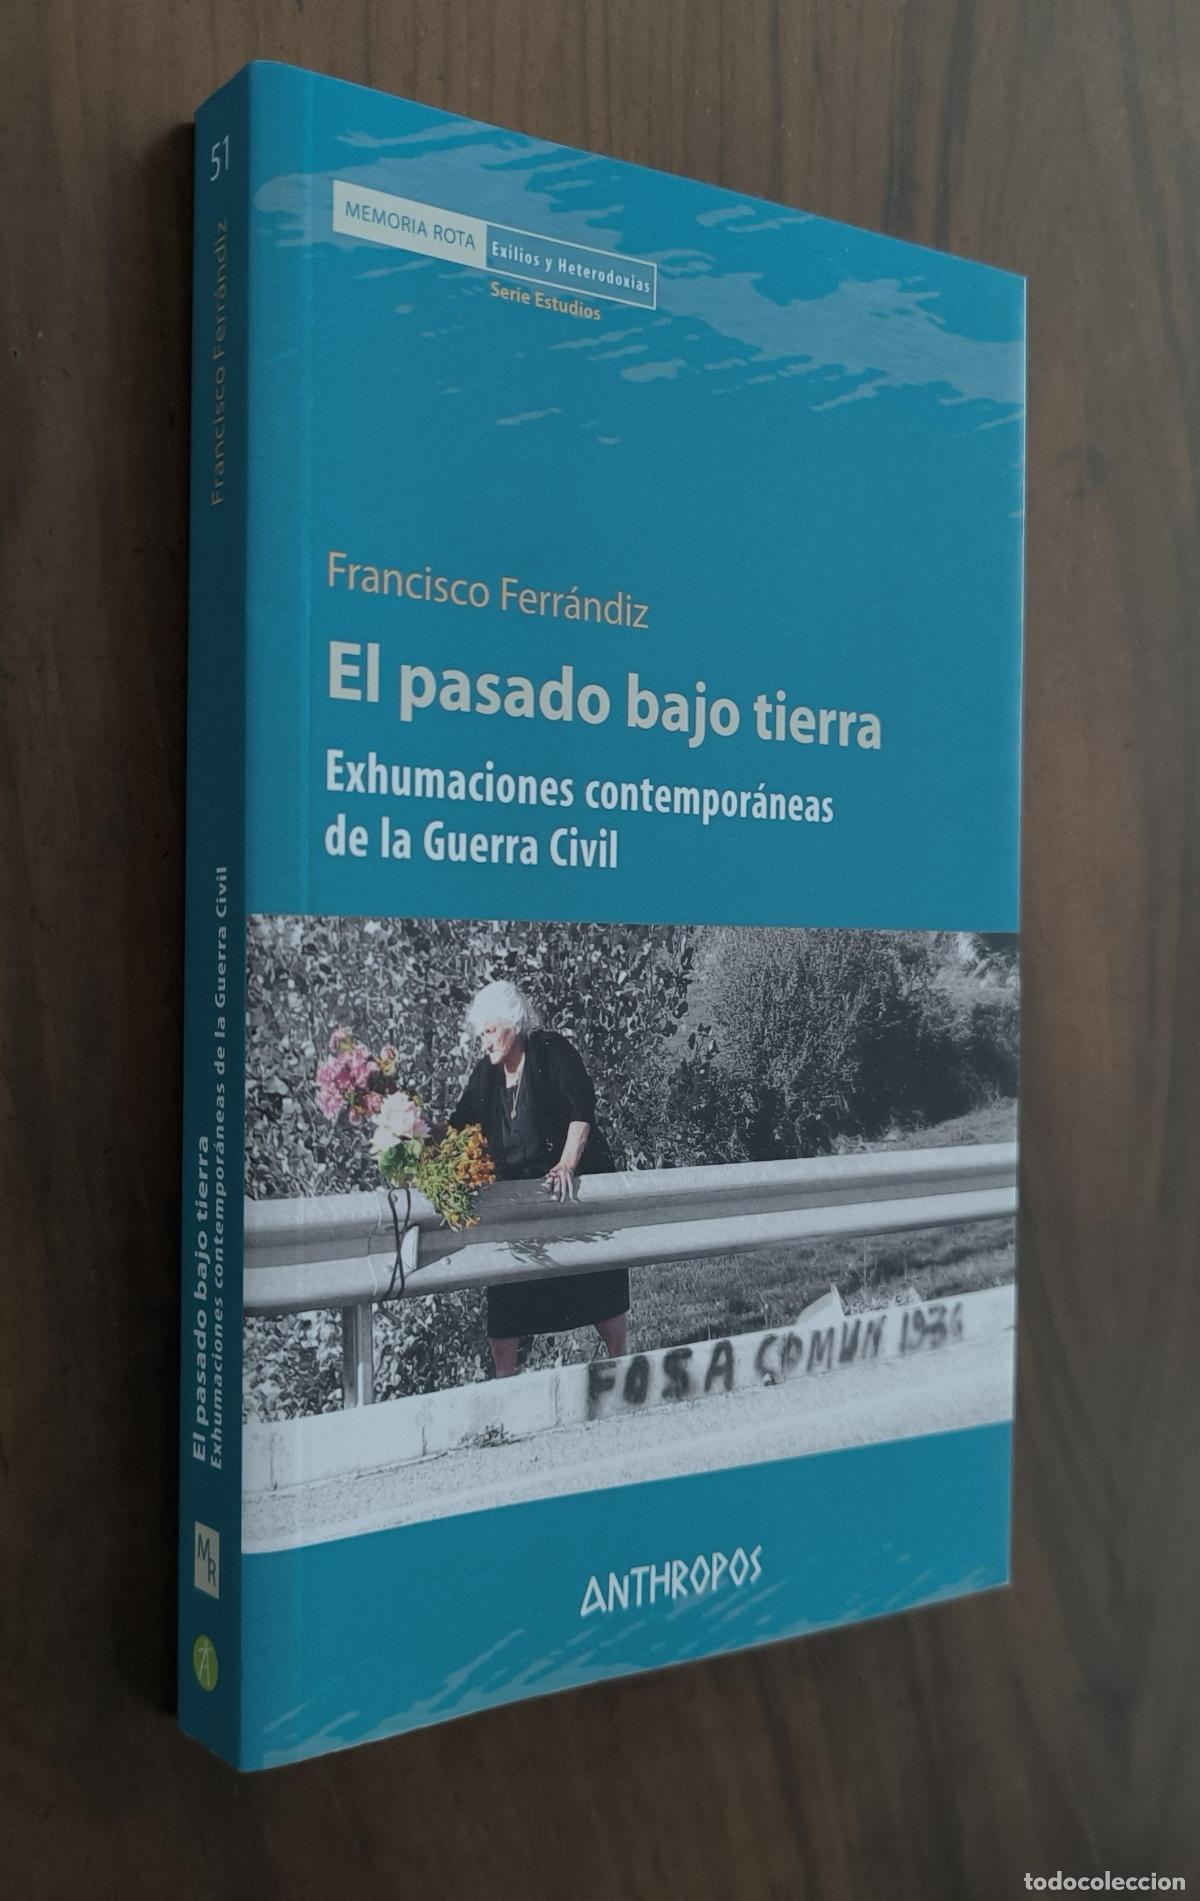 51
Francisco Ferrándiz
El pasado bajo tierra
Exhumaciones contemporáneas de la Guerra Civil
MR
MEMORIA ROTA
Exilios y Heterodoxias
Serie Estudios
Francisco Ferrándiz
El pasado bajo tierra
Exhumaciones contemporáneas
de la Guerra Civil
FOSA COMUN 1936
ANTHROPOS
todocoleccion